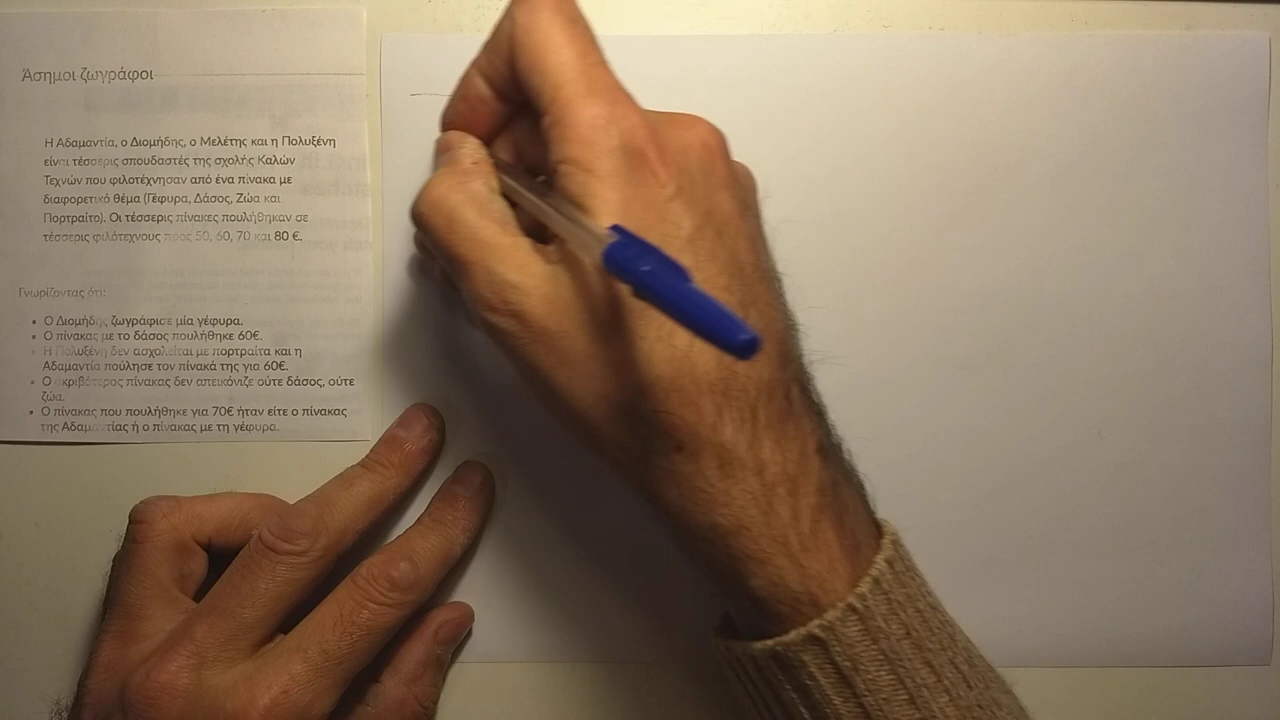 Άσημοι ζωγράφοι
Η Αδαμαντία, ο Διομήδης, ο Μελέτης και η Πολυξένη
είναι τέσσερις σπουδαστές της σχολής Καλών
Τεχνών που φιλοτέχνησαν από ένα πίνακα με
διαφορετικό θέμα (Γέφυρα, Δάσος, Ζώα και
Πορτραίτο). Οι τέσσερις πίνακες πουλήθηκαν σε
τέσσερις φιλότεχνους προς 50, 60, 70 και 80 €.
Γνωρίζοντας ότι:
▪ Ο Διομήδης ζωγράφισε μία γέφυρα.
▪ Ο πίνακας με το δάσος πουλήθηκε 60€.
▪ Η Πολυξένη δεν ασχολείται με πορτραίτα και η
Αδαμαντία πούλησε τον πίνακά της για 60€.
▪ Ο ακριβότερος πίνακας δεν απεικόνιζε ούτε δάσος, ούτε
ζώα.
▪ Ο πίνακας που πουλήθηκε για 70€ ήταν είτε ο πίνακας
της Αδαμαντίας ή ο πίνακας με τη γέφυρα.